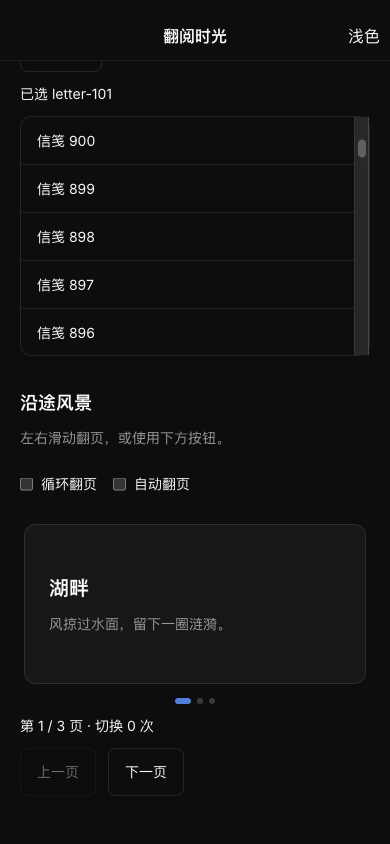 翻阅时光
浅色
已选 letter-101
信笺 900
信笺 899
信笺 898
信笺 897
信笺 896
沿途风景
左右滑动翻页，或使用下方按钮。
循环翻页
自动翻页
湖畔
风掠过水面，留下一圈涟漪。
第 1 / 3 页 · 切换 0 次
上一页
下一页